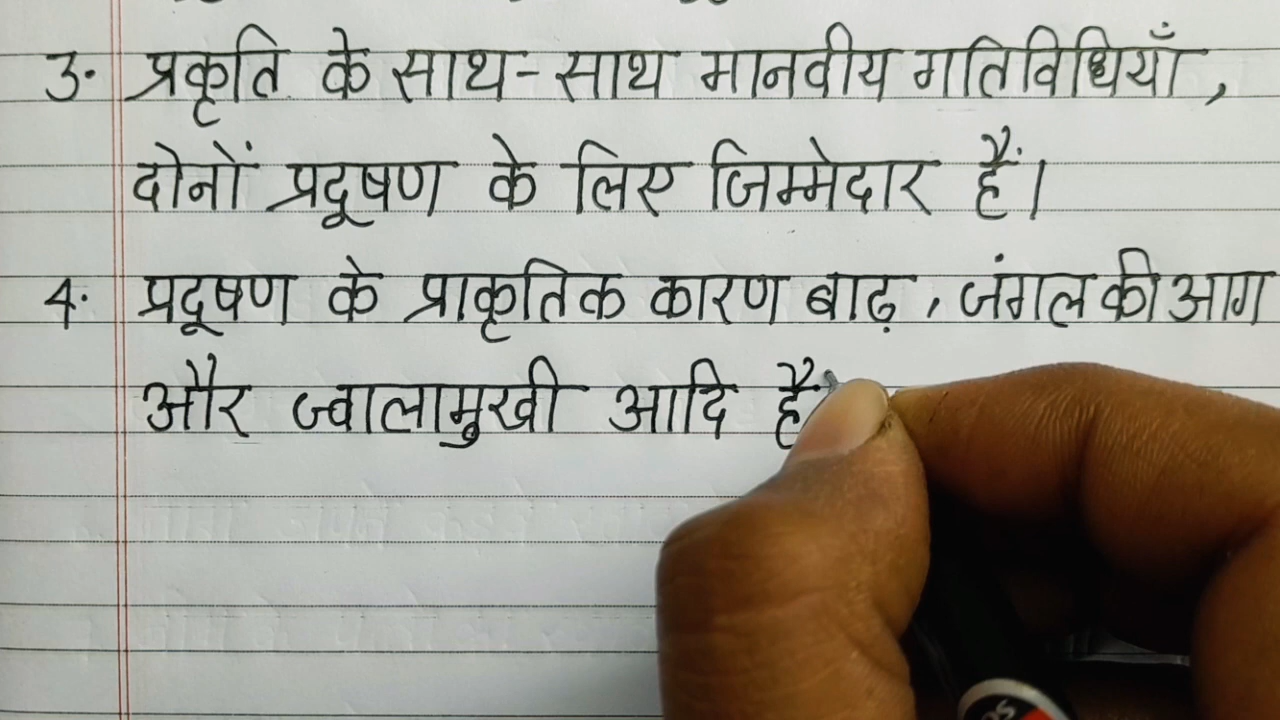 3. प्रकृति के साथ-साथ मानवीय गतिविधियाँ,
दोनों प्रदूषण के लिए जिम्मेदार हैं।
4. प्रदूषण के प्राकृतिक कारण बाढ़, जंगल की आग
और ज्वालामुखी आदि हैं